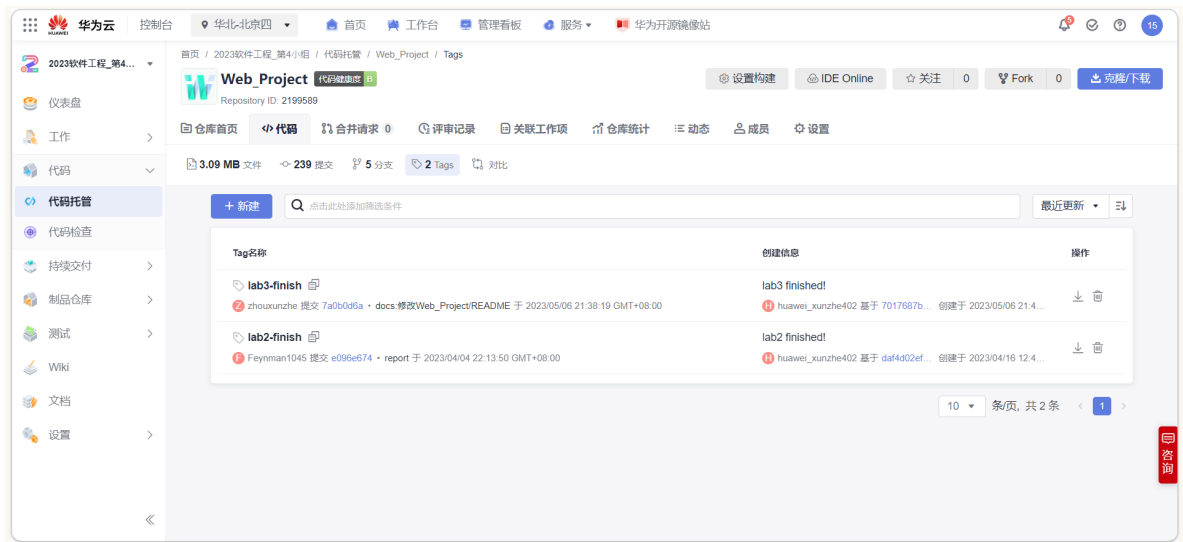 HUAWEI 华为云 控制台 华北-北京四 首页 工作台 管理看板 服务 华为开源镜像站 5 15
2023软件工程_第4...
仪表盘
工作
代码
代码托管
代码检查
持续交付
制品仓库
测试
Wiki
文档
设置
首页 / 2023软件工程_第4小组 / 代码托管 / Web_Project / Tags
Web_Project 代码健康度 B
Repository ID: 2199589
设置构建 IDE Online 关注 0 Fork 0 克隆/下载
仓库首页 代码 合并请求 0 评审记录 关联工作项 仓库统计 动态 成员 设置
3.09 MB 文件 239 提交 5 分支 2 Tags 对比
+ 新建 点击此处添加筛选条件 最近更新
Tag名称 创建信息 操作
lab3-finish lab3 finished!
Z zhouxunzhe 提交 7a0b0d6a • docs:修改Web_Project/README 于 2023/05/06 21:38:19 GMT+08:00 H huawei_xunzhe402 基于 7017687b... 创建于 2023/05/06 21:4...
lab2-finish lab2 finished!
F Feynman1045 提交 e096e674 • report 于 2023/04/04 22:13:50 GMT+08:00 H huawei_xunzhe402 基于 daf4d02ef... 创建于 2023/04/16 12:4...
10 条/页, 共 2 条 < 1 >
咨询